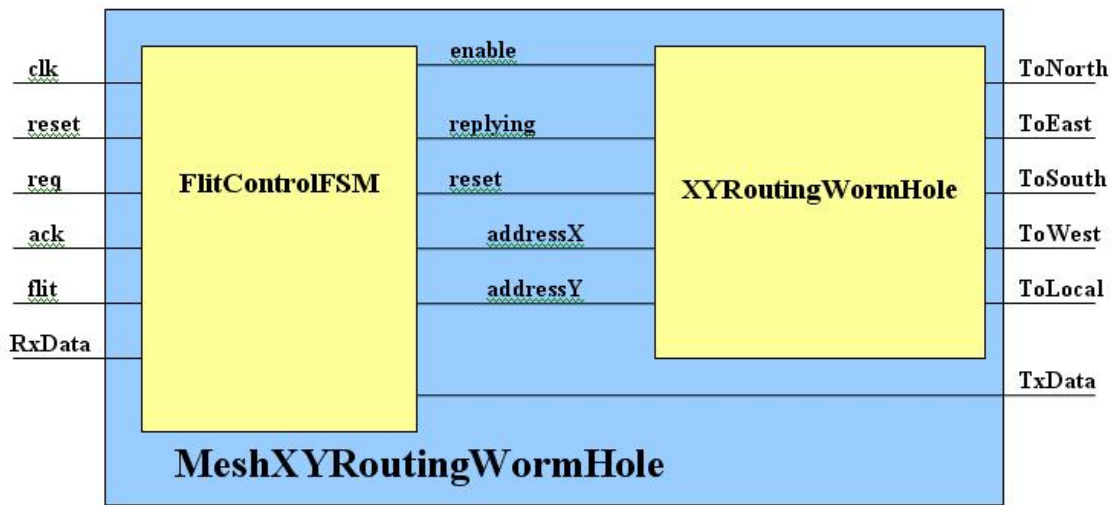 clk
reset
req
ack
flit
RxData
FlitControlFSM
enable
replying
reset
addressX
addressY
XYRoutingWormHole
ToNorth
ToEast
ToSouth
ToWest
ToLocal
TxData
MeshXYRoutingWormHole